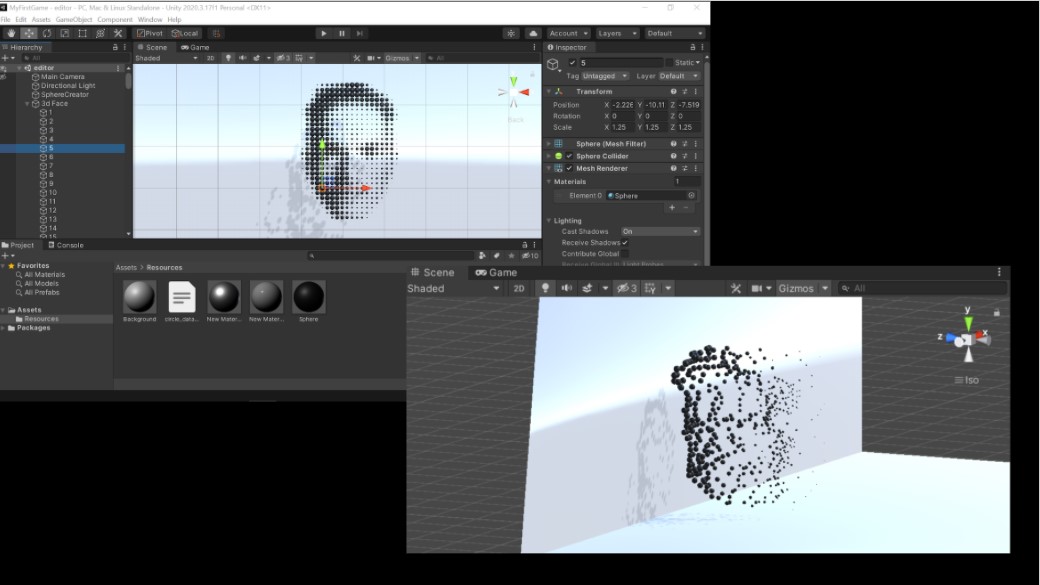 MyFirstGame - editor - PC, Mac & Linux Standalone - Unity 2020.3.17f1 Personal <DX11>
File Edit Assets GameObject Component Window Help
Pivot Local
Account Layers Default
Hierarchy
All
editor
Main Camera
Directional Light
SphereCreator
3d Face
1
2
3
4
5
6
7
8
9
10
11
12
13
14
15
Scene Game
Shaded 2D 3 Gizmos All
Back
Inspector
5 Static
Tag Untagged Layer Default
Transform
Position X -2.226 Y -10.11 Z -7.519
Rotation X 0 Y 0 Z 0
Scale X 1.25 Y 1.25 Z 1.25
Sphere (Mesh Filter)
Sphere Collider
Mesh Renderer
Materials 1
Element 0 Sphere
Lighting
Cast Shadows On
Receive Shadows
Contribute Global
Project Console
10
Favorites
All Materials
All Models
All Prefabs
Assets
Resources
Packages
Assets > Resources
Background circle_data... New Mater... New Mater... Sphere
Scene Game
Shaded 2D 3 Gizmos All
y
z x
Iso